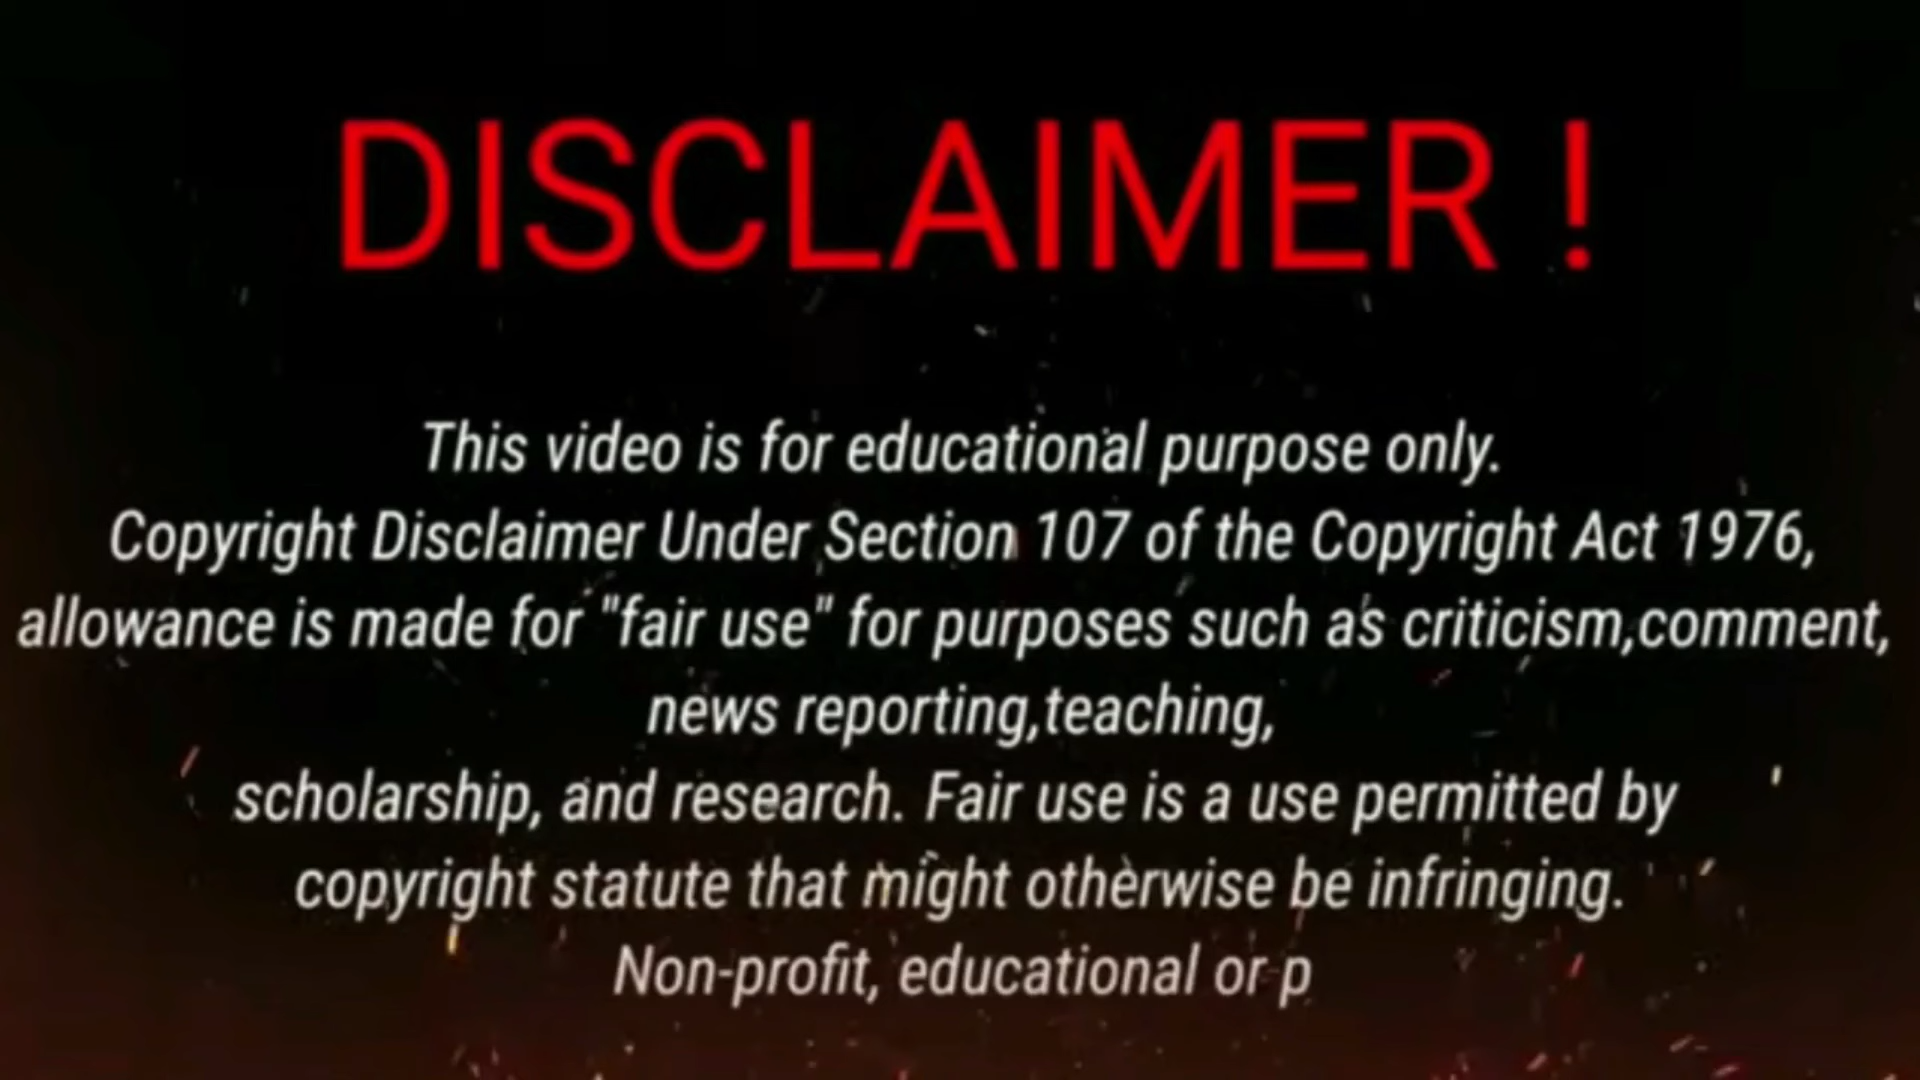 DISCLAIMER !
This video is for educational purpose only.
Copyright Disclaimer Under Section 107 of the Copyright Act 1976,
allowance is made for "fair use" for purposes such as criticism,comment,
news reporting,teaching,
scholarship, and research. Fair use is a use permitted by
copyright statute that might otherwise be infringing.
Non-profit, educational or p